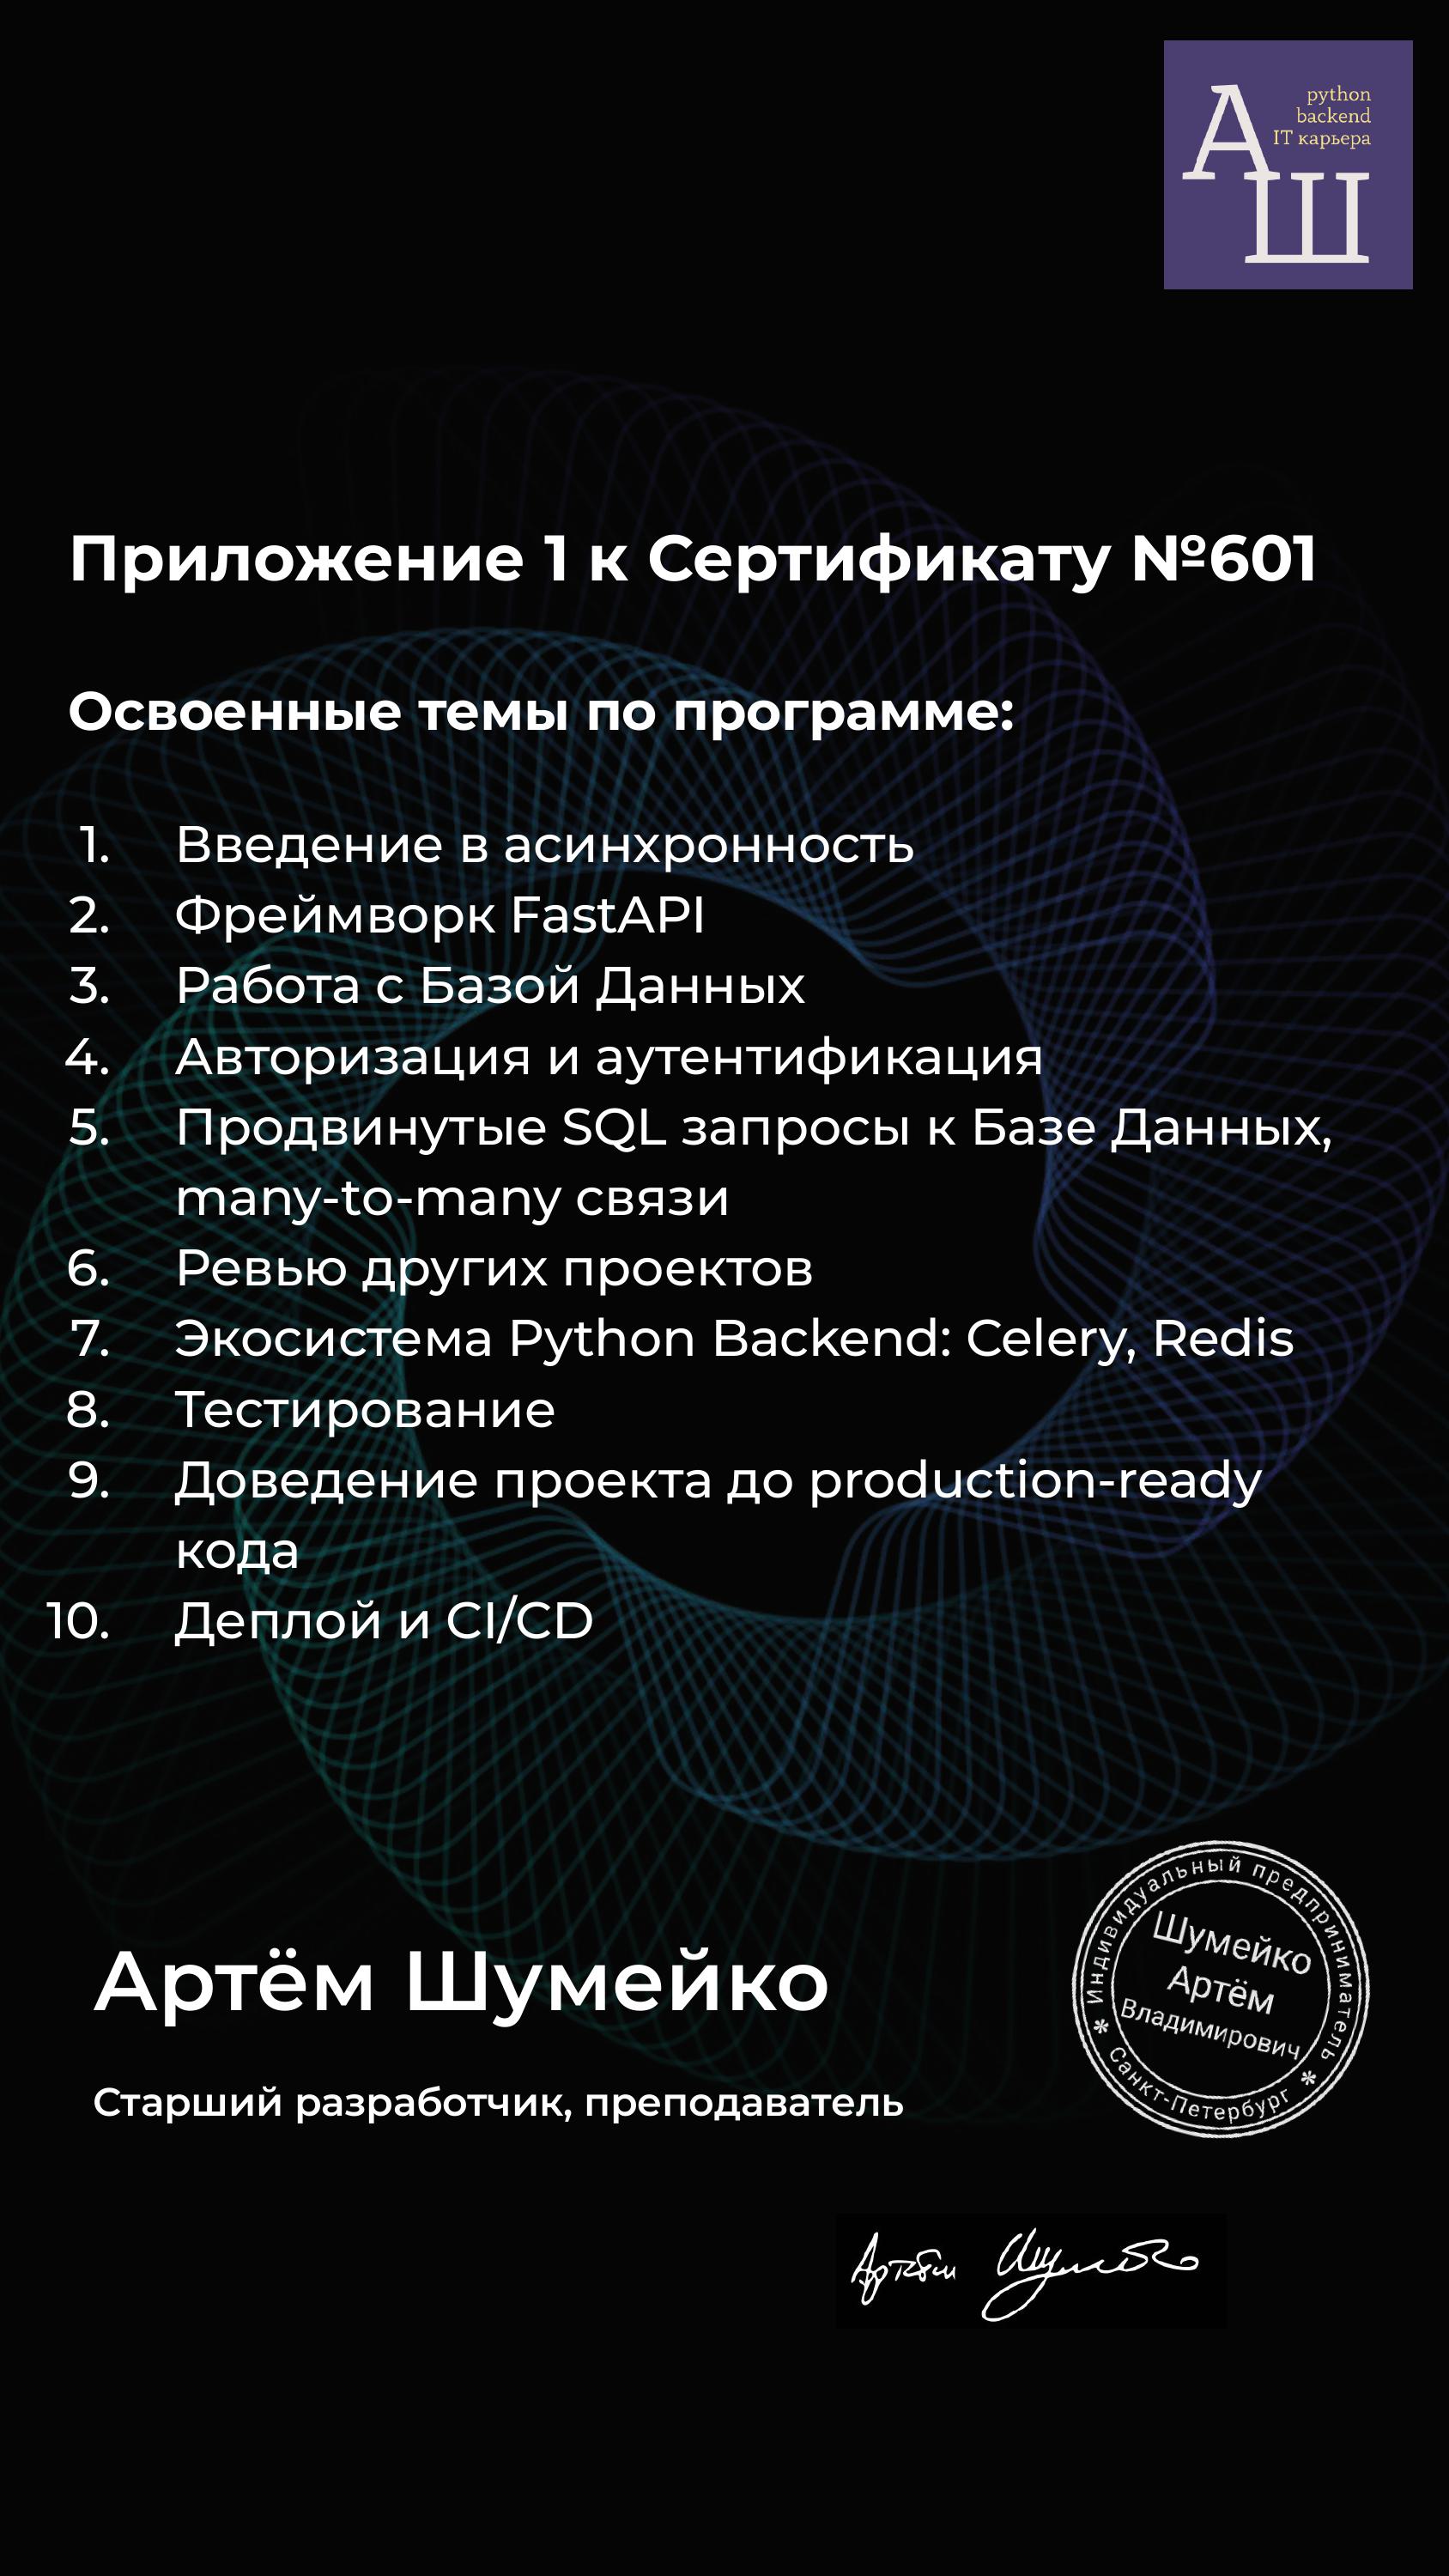 АШ
python
backend
IT карьера
Приложение 1 к Сертификату №601
Освоенные темы по программе:
1. Введение в асинхронность
2. Фреймворк FastAPI
3. Работа с Базой Данных
4. Авторизация и аутентификация
5. Продвинутые SQL запросы к Базе Данных,
many-to-many связи
6. Ревью других проектов
7. Экосистема Python Backend: Celery, Redis
8. Тестирование
9. Доведение проекта до production-ready
кода
10. Деплой и CI/CD
Артём Шумейко
Старший разработчик, преподаватель
Индивидуальный предприниматель
Шумейко
Артём
Владимирович
* Санкт-Петербург *
Артём Шумейко